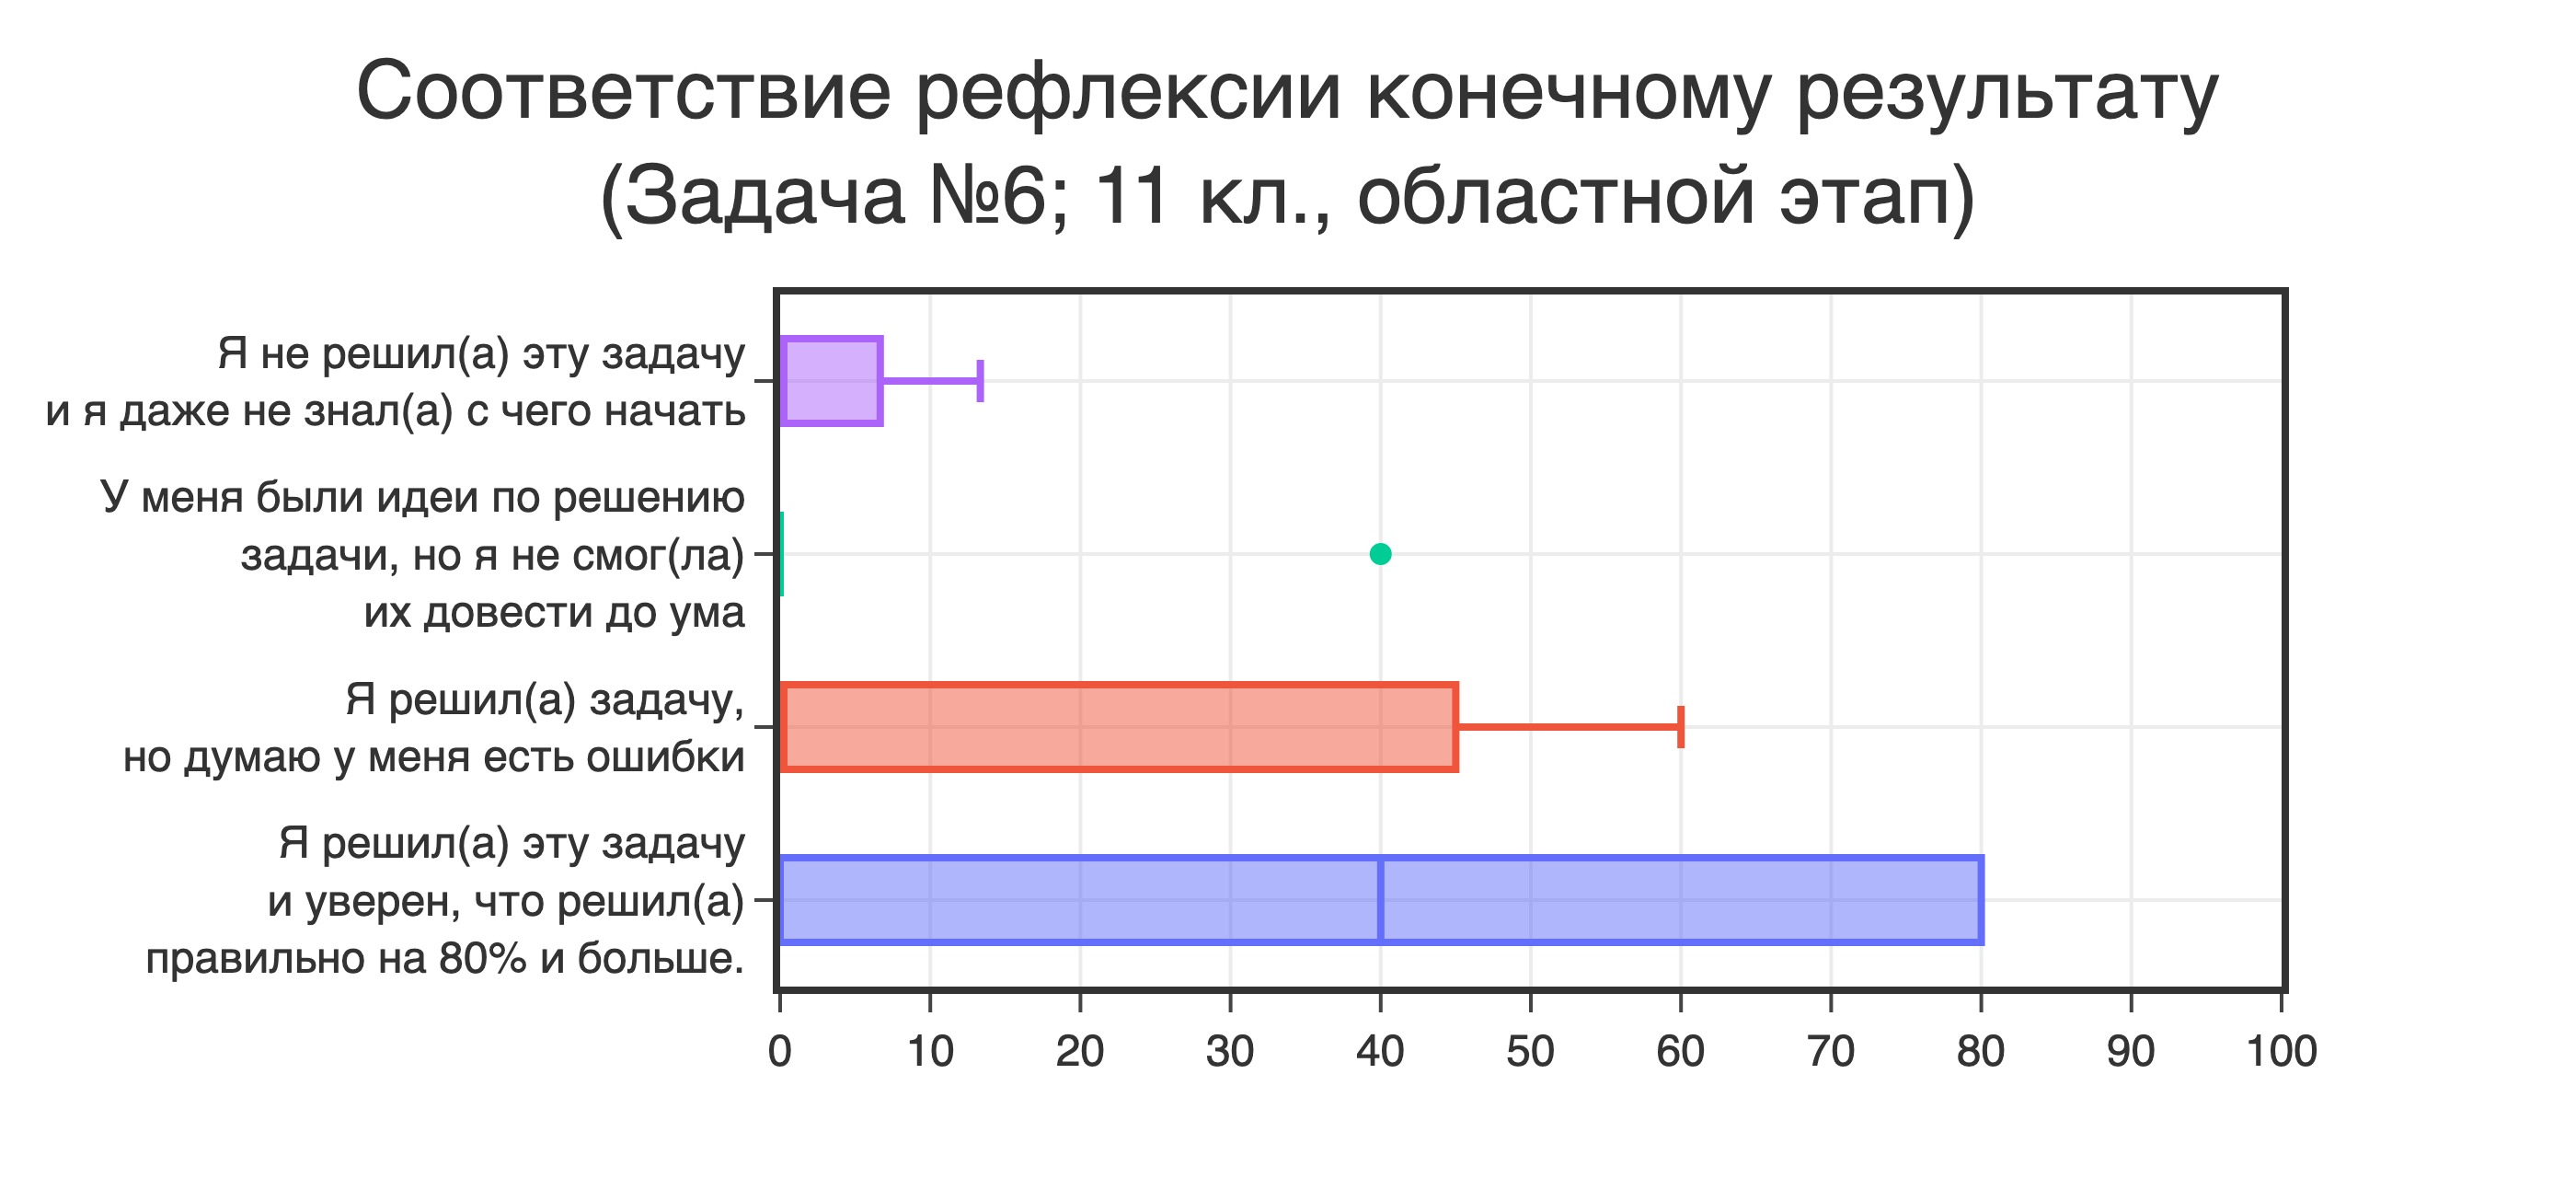 Соответствие рефлексии конечному результату
(Задача №6; 11 кл., областной этап)
Я не решил(а) эту задачу
и я даже не знал(а) с чего начать
У меня были идеи по решению
задачи, но я не смог(ла)
их довести до ума
Я решил(а) задачу,
но думаю у меня есть ошибки
Я решил(а) эту задачу
и уверен, что решил(а)
правильно на 80% и больше.
0 10 20 30 40 50 60 70 80 90 100